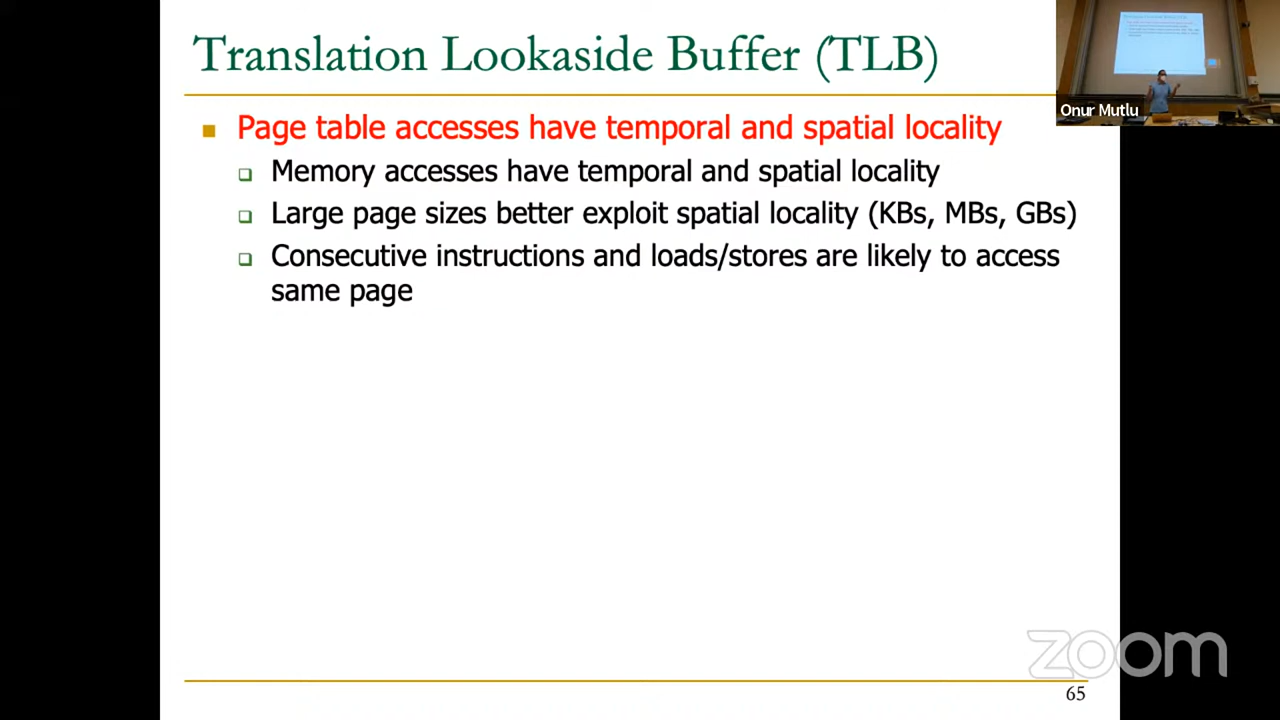 Translation Lookaside Buffer (TLB)
Onur Mutlu
Page table accesses have temporal and spatial locality
Memory accesses have temporal and spatial locality
Large page sizes better exploit spatial locality (KBs, MBs, GBs)
Consecutive instructions and loads/stores are likely to access
same page
zoom
65